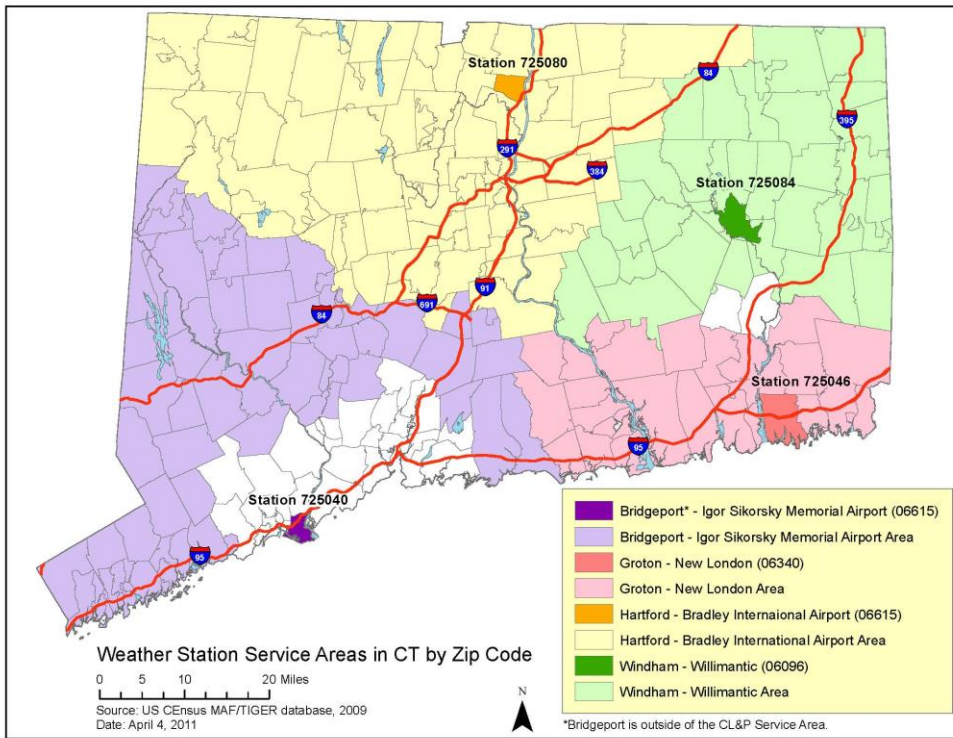 Station 725080
84
395
291
384
Station 725084
91
691
84
Station 725046
95
Station 725040
95
Bridgeport* - Igor Sikorsky Memorial Airport (06615)
Bridgeport - Igor Sikorsky Memorial Airport Area
Groton - New London (06340)
Groton - New London Area
Hartford - Bradley Internaional Airport (06615)
Hartford - Bradley International Airport Area
Windham - Willimantic (06096)
Windham - Willimantic Area
*Bridgeport is outside of the CL&P Service Area.
Weather Station Service Areas in CT by Zip Code
0 5 10 20 Miles
Source: US CEnsus MAF/TIGER database, 2009
Date: April 4, 2011
N